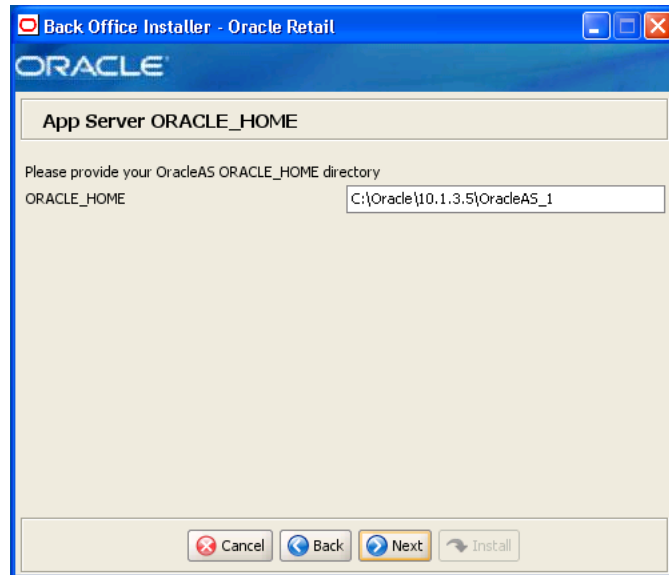 Back Office Installer - Oracle Retail
ORACLE
App Server ORACLE_HOME
Please provide your OracleAS ORACLE_HOME directory
ORACLE_HOME C:\Oracle\10.1.3.5\OracleAS_1
Cancel Back Next Install